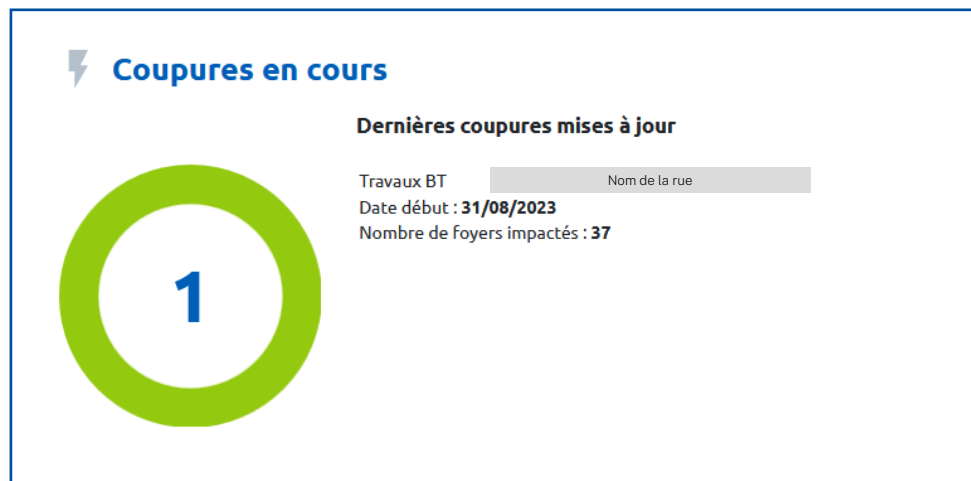 Coupures en cours
Dernières coupures mises à jour
Travaux BT Nom de la rue
Date début : 31/08/2023
Nombre de foyers impactés : 37
1